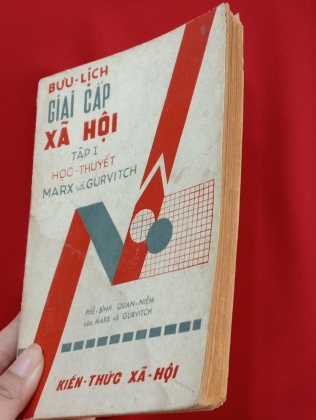 BỬU-LỊCH
GIAI CẤP
XÃ HỘI
TẬP I
HỌC-THUYẾT
MARX và GURVITCH
PHÊ-BÌNH QUAN-NIỆM
của MARX và GURVITCH
KIẾN-THỨC XÃ-HỘI